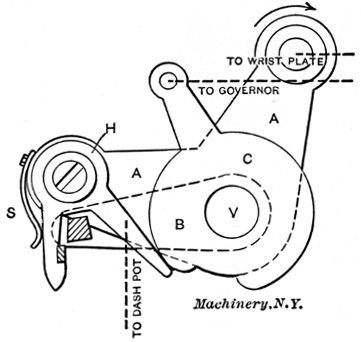 TO WRIST PLATE
TO GOVERNOR
A
H
C
A
S
B
V
TO DASH POT
Machinery, N.Y.